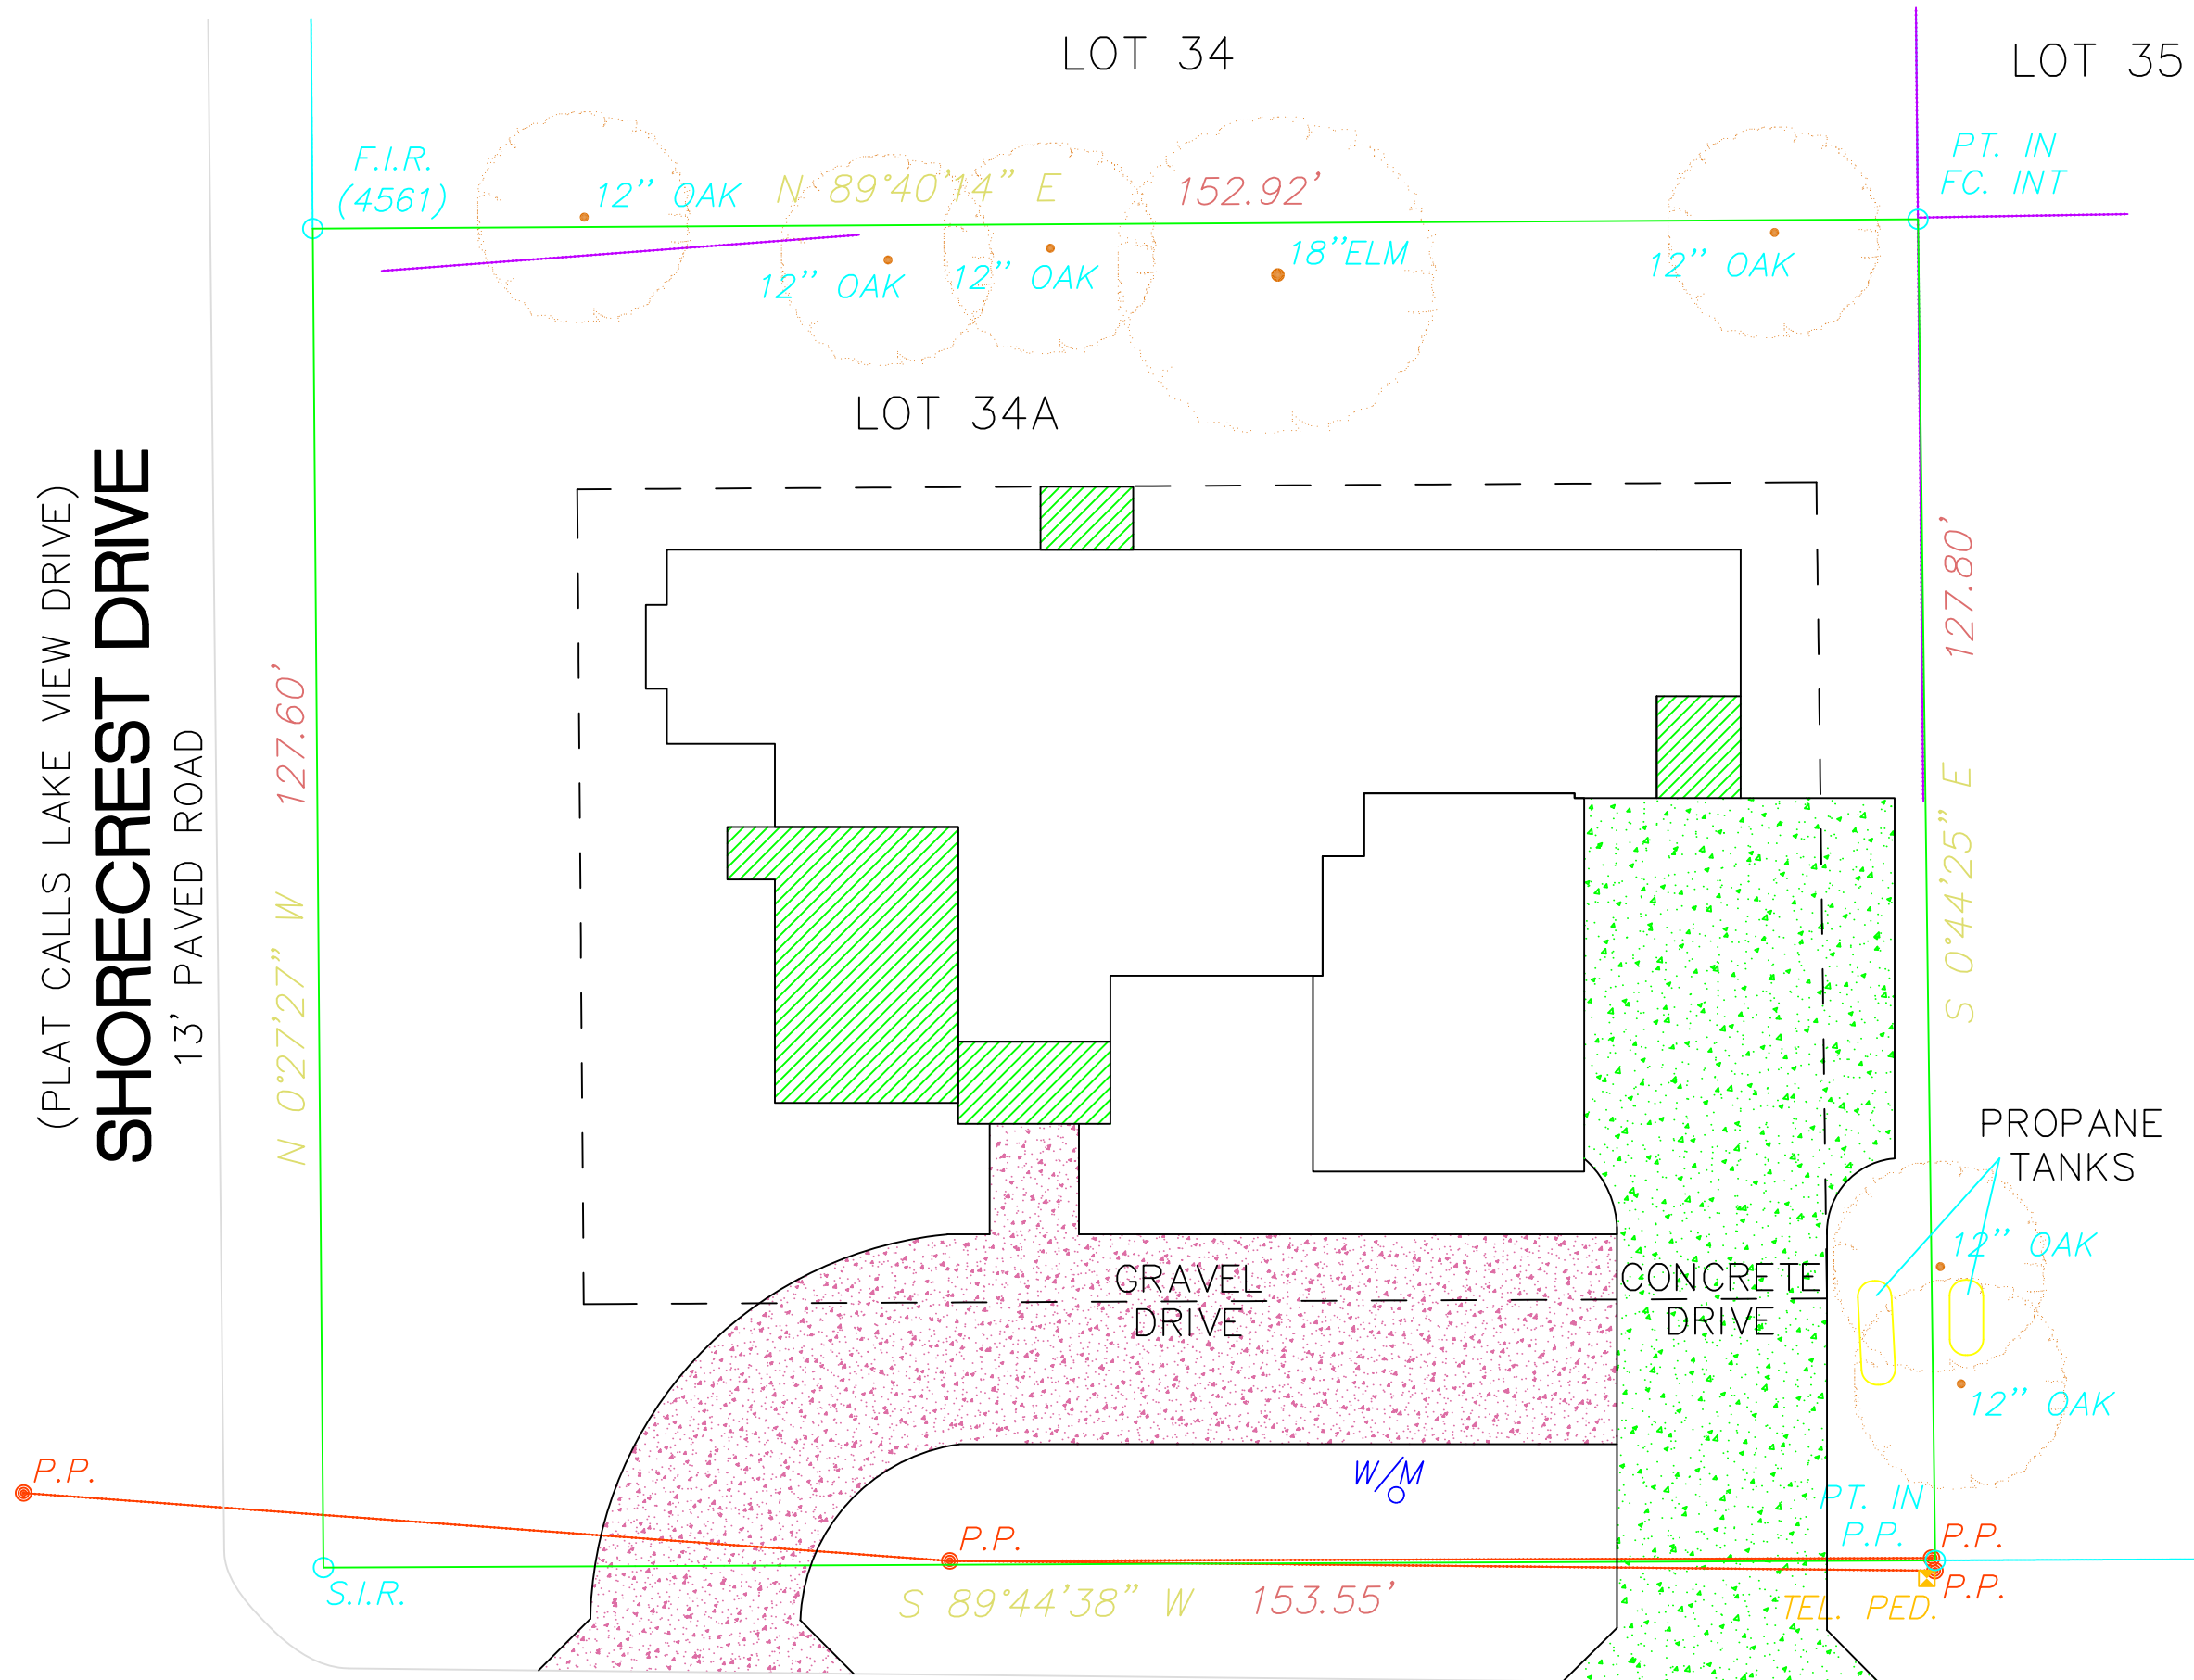 LOT 34
LOT 35
F.I.R.
(4561)
12" OAK
N 89°40'14" E
152.92'
PT. IN
FC. INT
12" OAK
12" OAK
18"ELM
12" OAK
LOT 34A
(PLAT CALLS LAKE VIEW DRIVE)
SHORECREST DRIVE
13' PAVED ROAD
N 0°27'27" W
127.60'
127.80'
S 0°44'25" E
PROPANE
TANKS
12" OAK
GRAVEL
DRIVE
CONCRETE
DRIVE
12" OAK
P.P.
W/M
PT. IN
P.P.
P.P.
P.P.
S.I.R.
S 89°44'38" W
153.55'
TEL. PED.
P.P.